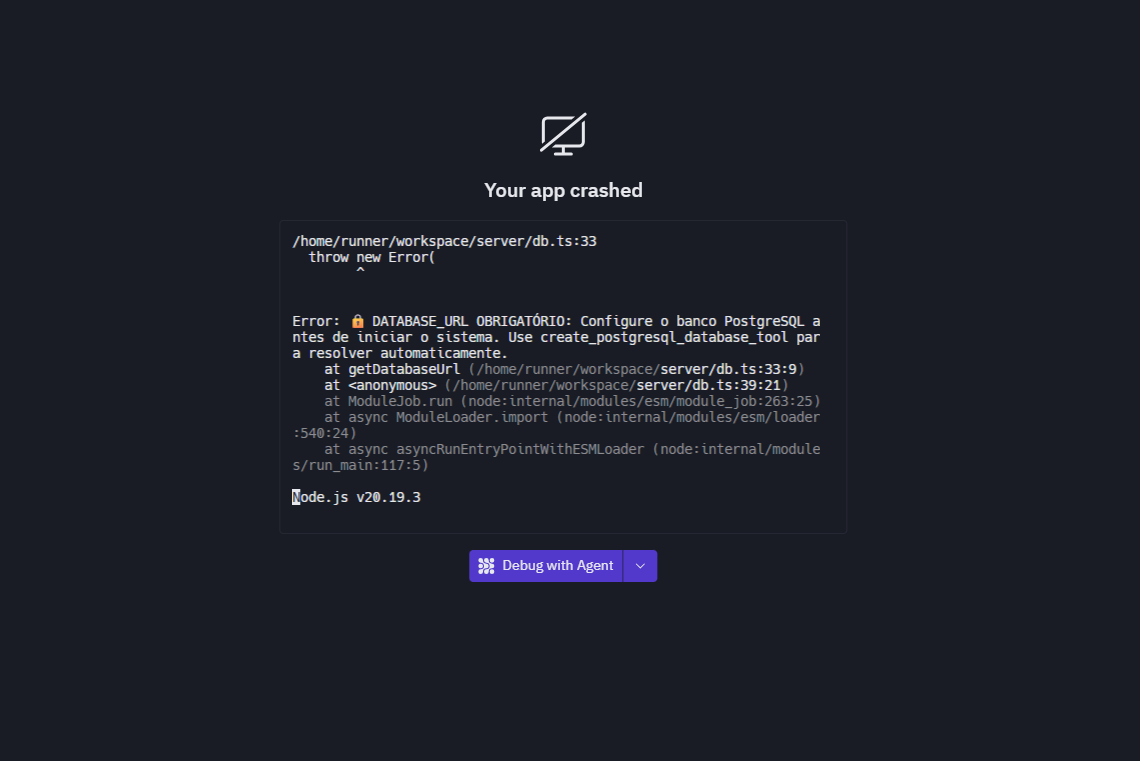 Your app crashed
/home/runner/workspace/server/db.ts:33
  throw new Error(
        ^
Error: 🔒 DATABASE_URL OBRIGATÓRIO: Configure o banco PostgreSQL a
ntes de iniciar o sistema. Use create_postgresql_database_tool par
a resolver automaticamente.
    at getDatabaseUrl (/home/runner/workspace/server/db.ts:33:9)
    at <anonymous> (/home/runner/workspace/server/db.ts:39:21)
    at ModuleJob.run (node:internal/modules/esm/module_job:263:25)
    at async ModuleLoader.import (node:internal/modules/esm/loader
:540:24)
    at async asyncRunEntryPointWithESMLoader (node:internal/module
s/run_main:117:5)
Node.js v20.19.3
Debug with Agent